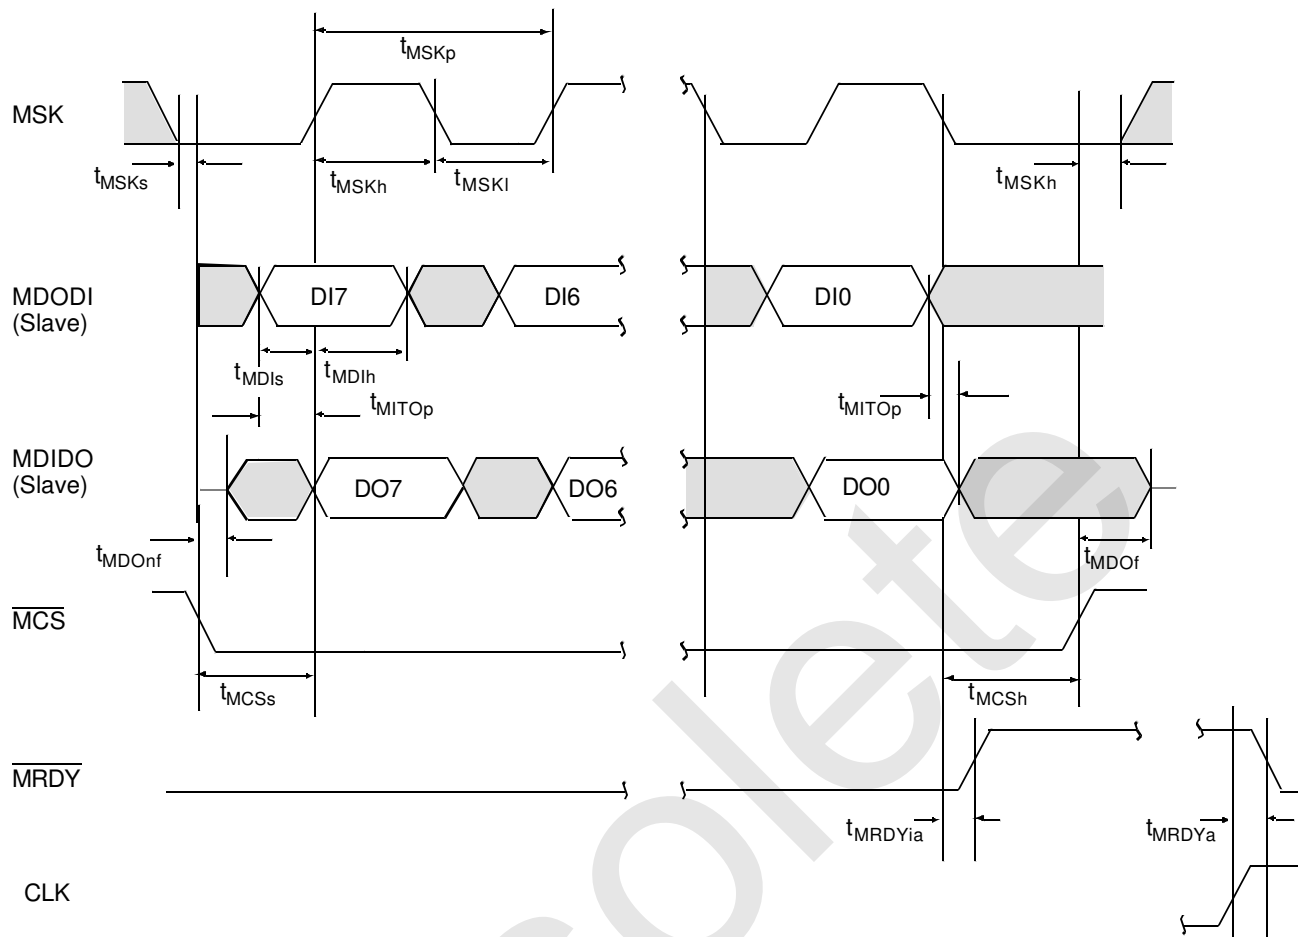 tMSKp
MSK
tMSKs
tMSKh
tMSKl
tMSKh
MDODI
(Slave)
DI7
DI6
DI0
tMDIs
tMDIh
tMITOp
tMITOp
MDIDO
(Slave)
DO7
DO6
DO0
tMDOnf
tMDOf
MCS
tMCSs
tMCSh
MRDY
tMRDYia
tMRDYa
CLK
solete